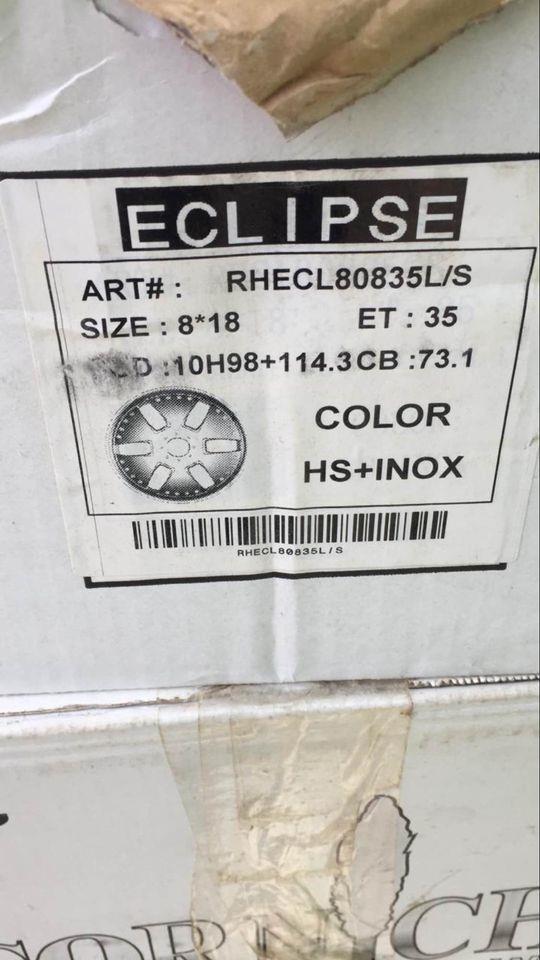 ECLIPSE
ART# : RHECL80835L/S
SIZE : 8*18 ET : 35
:10H98+114.3 CB :73.1
COLOR
HS+INOX
RHECL80835L/S